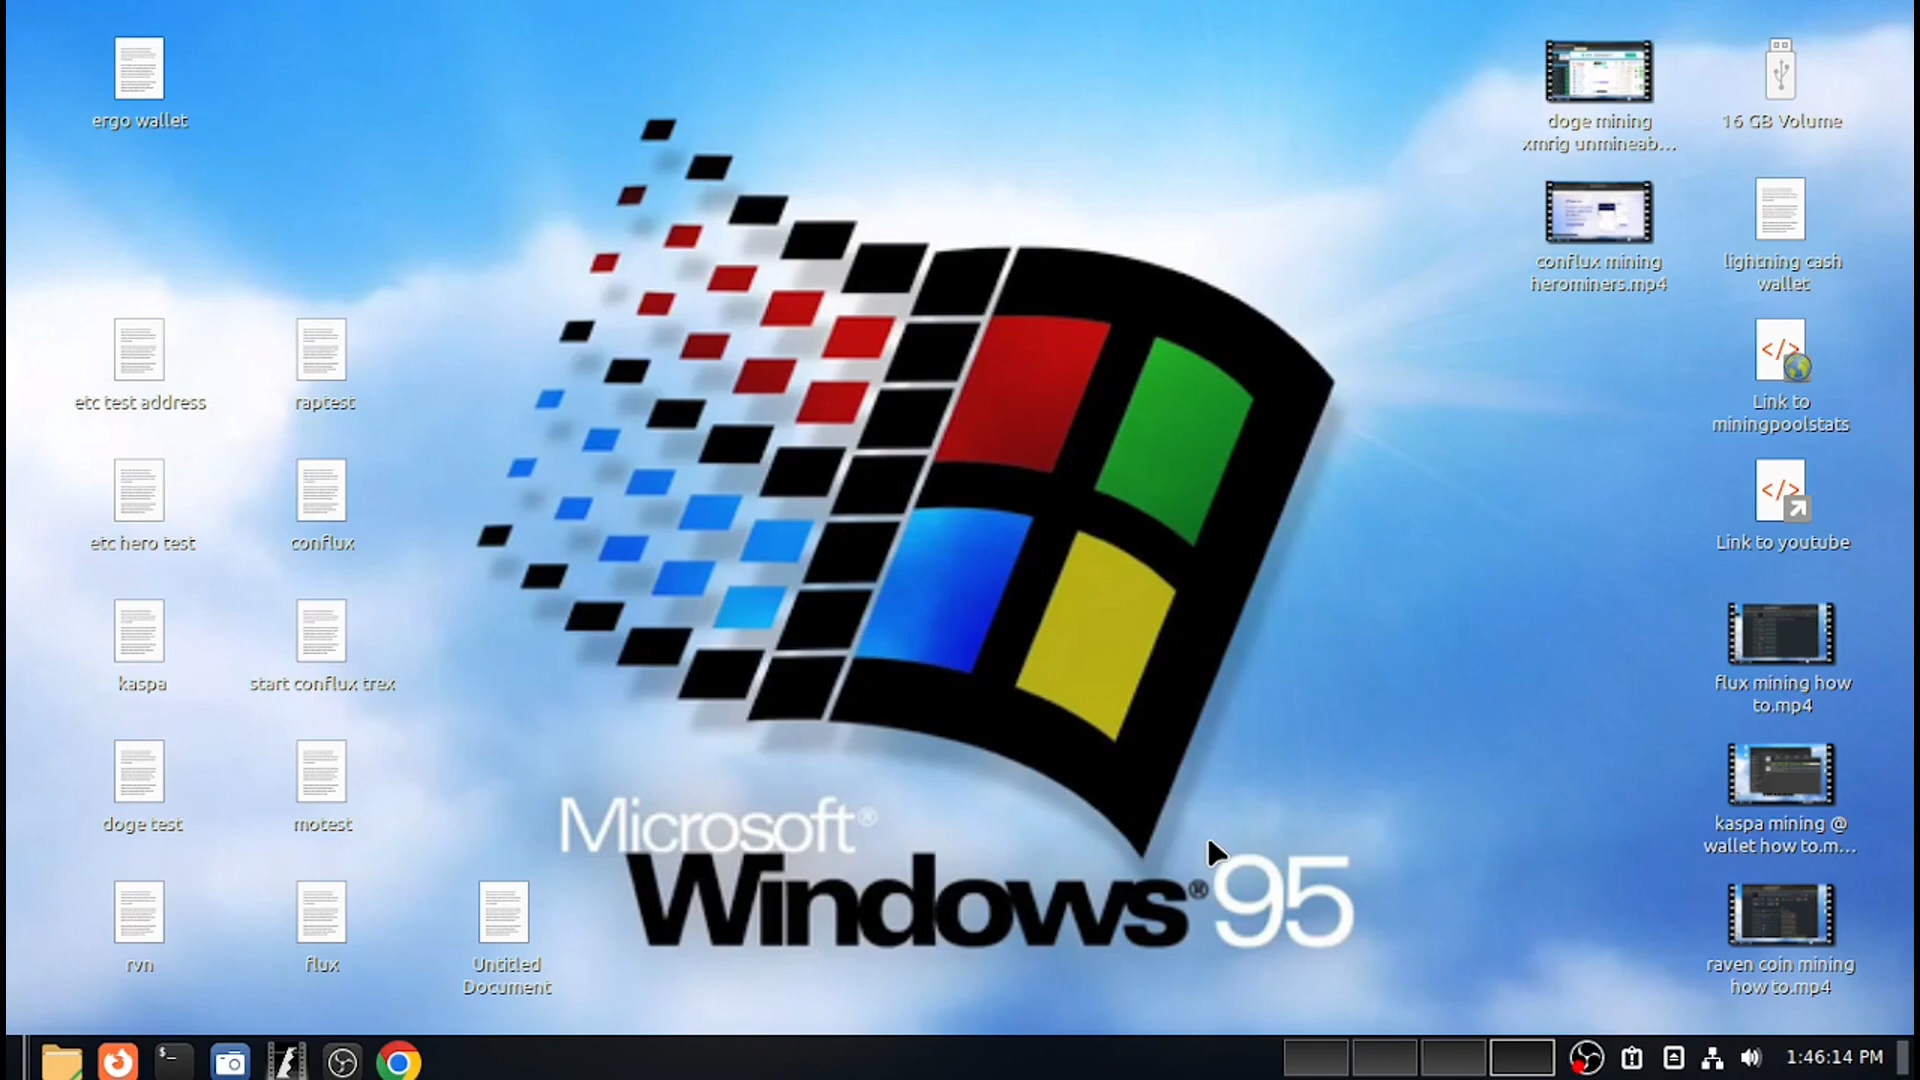 ergo wallet
doge mining
xmrig unmineab...
16 GB Volume
conflux mining
herominers.mp4
lightning cash
wallet
etc test address
raptest
Link to
miningpoolstats
etc hero test
conflux
Link to youtube
kaspa
start conflux trex
flux mining how
to.mp4
doge test
motest
kaspa mining @
wallet how to.m...
Microsoft®
Windows® 95
rvn
flux
Untitled
Document
raven coin mining
how to.mp4
1:46:14 PM